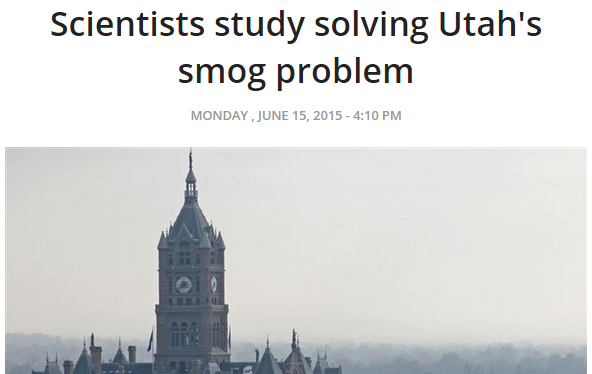 Scientists study solving Utah's
smog problem
MONDAY , JUNE 15, 2015 - 4:10 PM